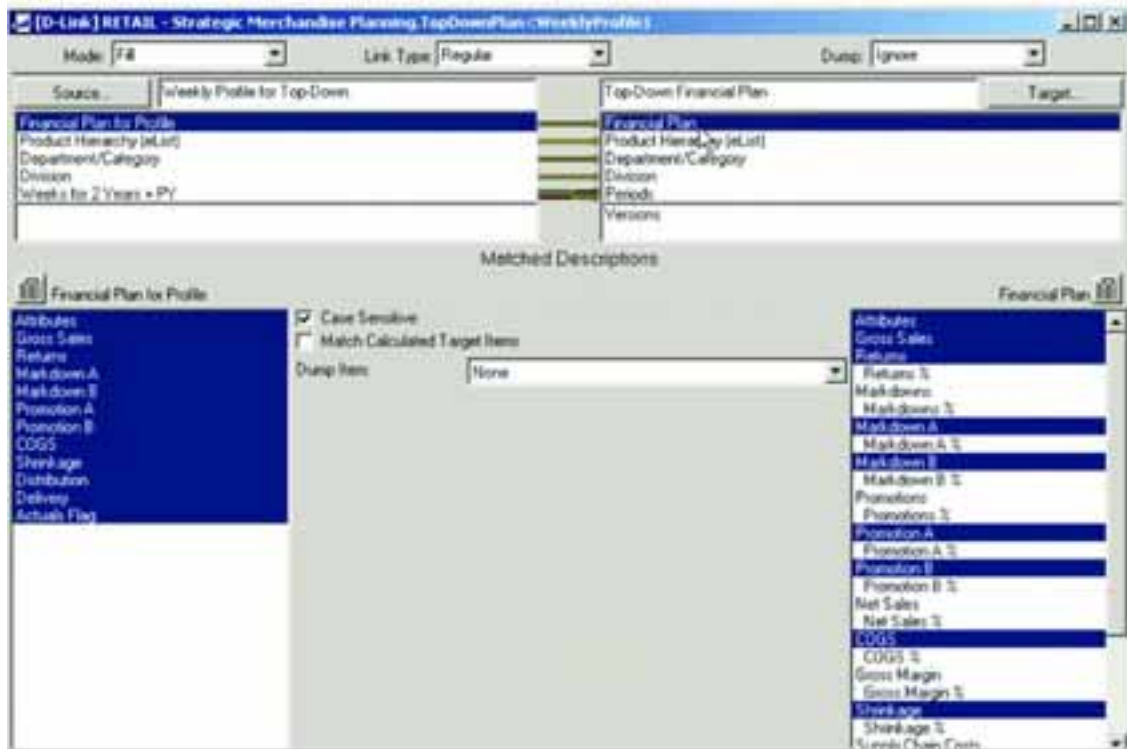 [D-Link] RETAIL - Strategic Merchandise Planning.TopDownPlan <WeeklyProfile>
Mode: Fill Link Type: Regular Dump: Ignore
Source... Weekly Profile for Top-Down Top-Down Financial Plan Target...
Financial Plan for Profile Financial Plan
Product Hierarchy (eList) Product Hierarchy (eList)
Department/Category Department/Category
Division Division
Weeks for 2 Years + PY Periods
Versions
Matched Descriptions
Financial Plan for Profile Financial Plan
Attributes
Gross Sales
Returns
Markdown A
Markdown B
Promotion A
Promotion B
COGS
Shrinkage
Distribution
Delivery
Actuals Flag
Case Sensitive
Match Calculated Target Items
Dump Item: None
Attributes
Gross Sales
Returns
Returns %
Markdowns
Markdowns %
Markdown A
Markdown A %
Markdown B
Markdown B %
Promotions
Promotions %
Promotion A
Promotion A %
Promotion B
Promotion B %
Net Sales
Net Sales %
COGS
COGS %
Gross Margin
Gross Margin %
Shrinkage
Shrinkage %
Supply Chain Costs